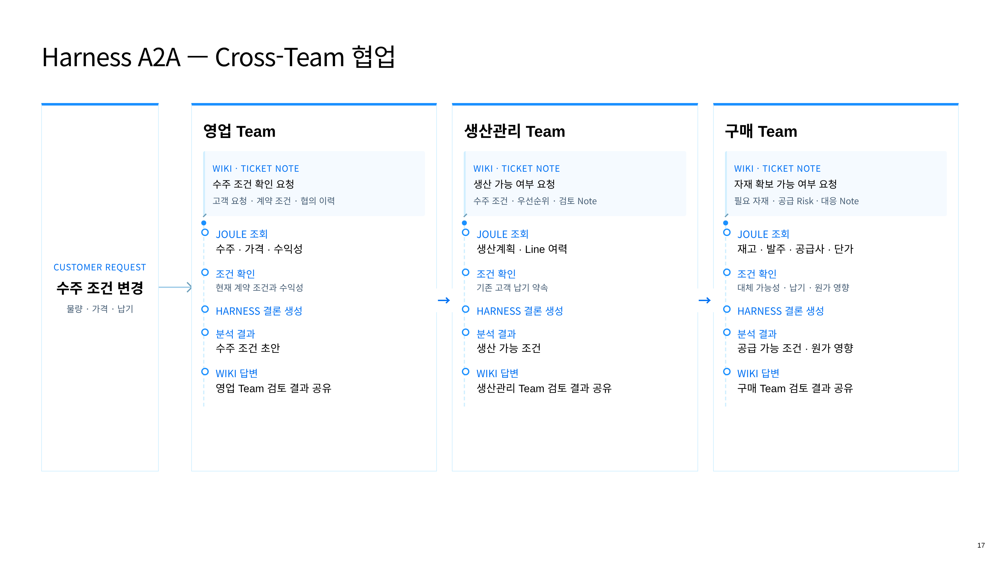 Harness A2A — Cross-Team 협업
CUSTOMER REQUEST
수주 조건 변경
물량 · 가격 · 납기
영업 Team
WIKI · TICKET NOTE
수주 조건 확인 요청
고객 요청 · 계약 조건 · 협의 이력
JOULE 조회
수주 · 가격 · 수익성
조건 확인
현재 계약 조건과 수익성
HARNESS 결론 생성
분석 결과
수주 조건 초안
WIKI 답변
영업 Team 검토 결과 공유
→
생산관리 Team
WIKI · TICKET NOTE
생산 가능 여부 요청
수주 조건 · 우선순위 · 검토 Note
JOULE 조회
생산계획 · Line 여력
조건 확인
기존 고객 납기 약속
HARNESS 결론 생성
분석 결과
생산 가능 조건
WIKI 답변
생산관리 Team 검토 결과 공유
→
구매 Team
WIKI · TICKET NOTE
자재 확보 가능 여부 요청
필요 자재 · 공급 Risk · 대응 Note
JOULE 조회
재고 · 발주 · 공급사 · 단가
조건 확인
대체 가능성 · 납기 · 원가 영향
HARNESS 결론 생성
분석 결과
공급 가능 조건 · 원가 영향
WIKI 답변
구매 Team 검토 결과 공유
17